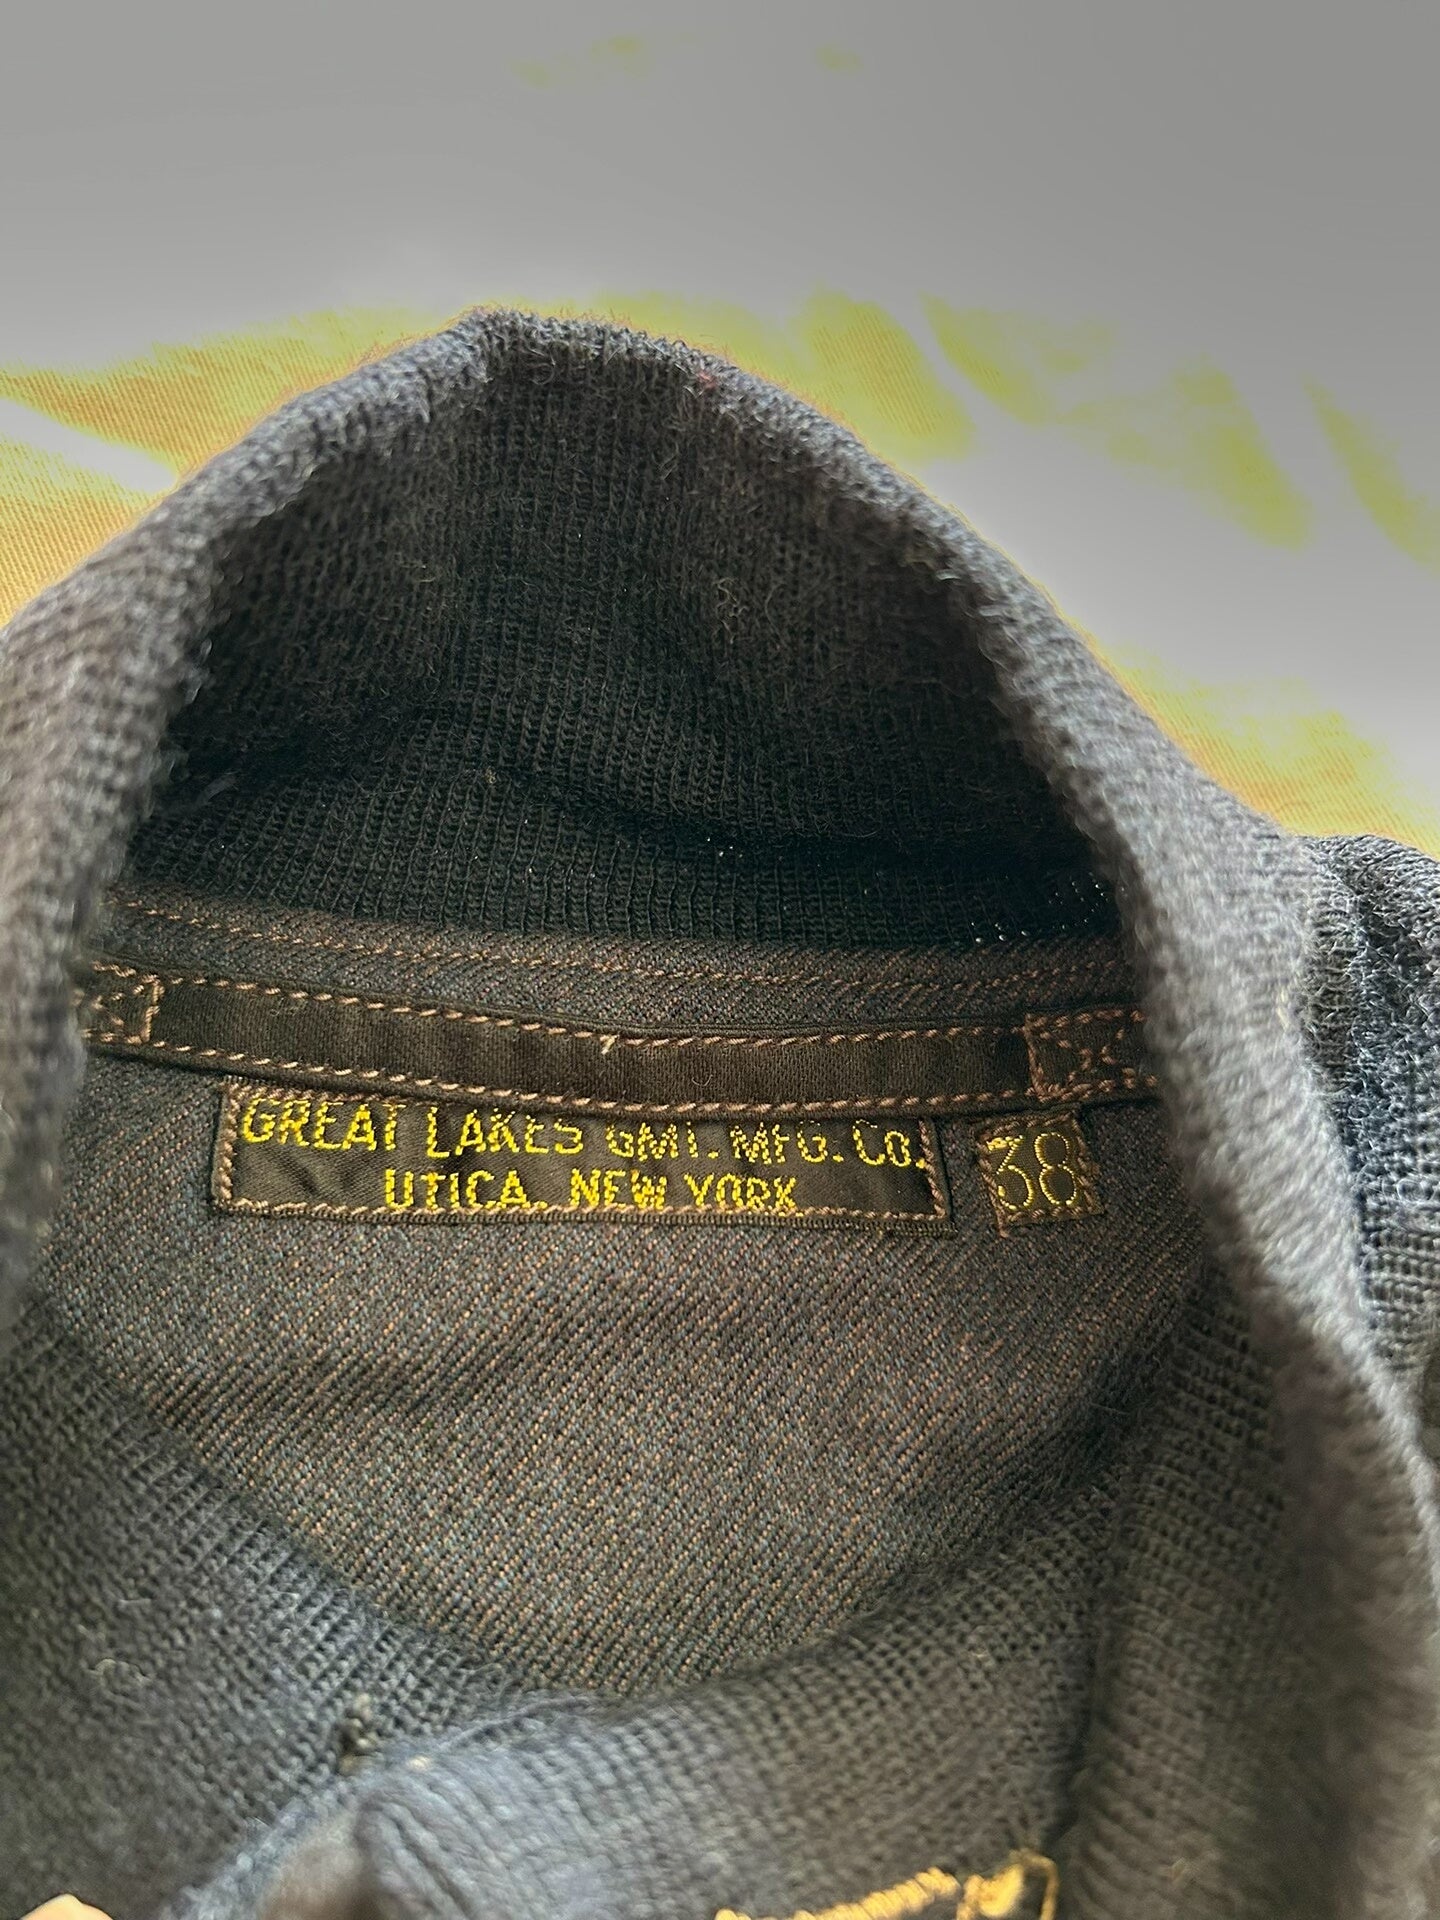 GREAT LAKES GMT. MFG. Co.
UTICA, NEW YORK
38